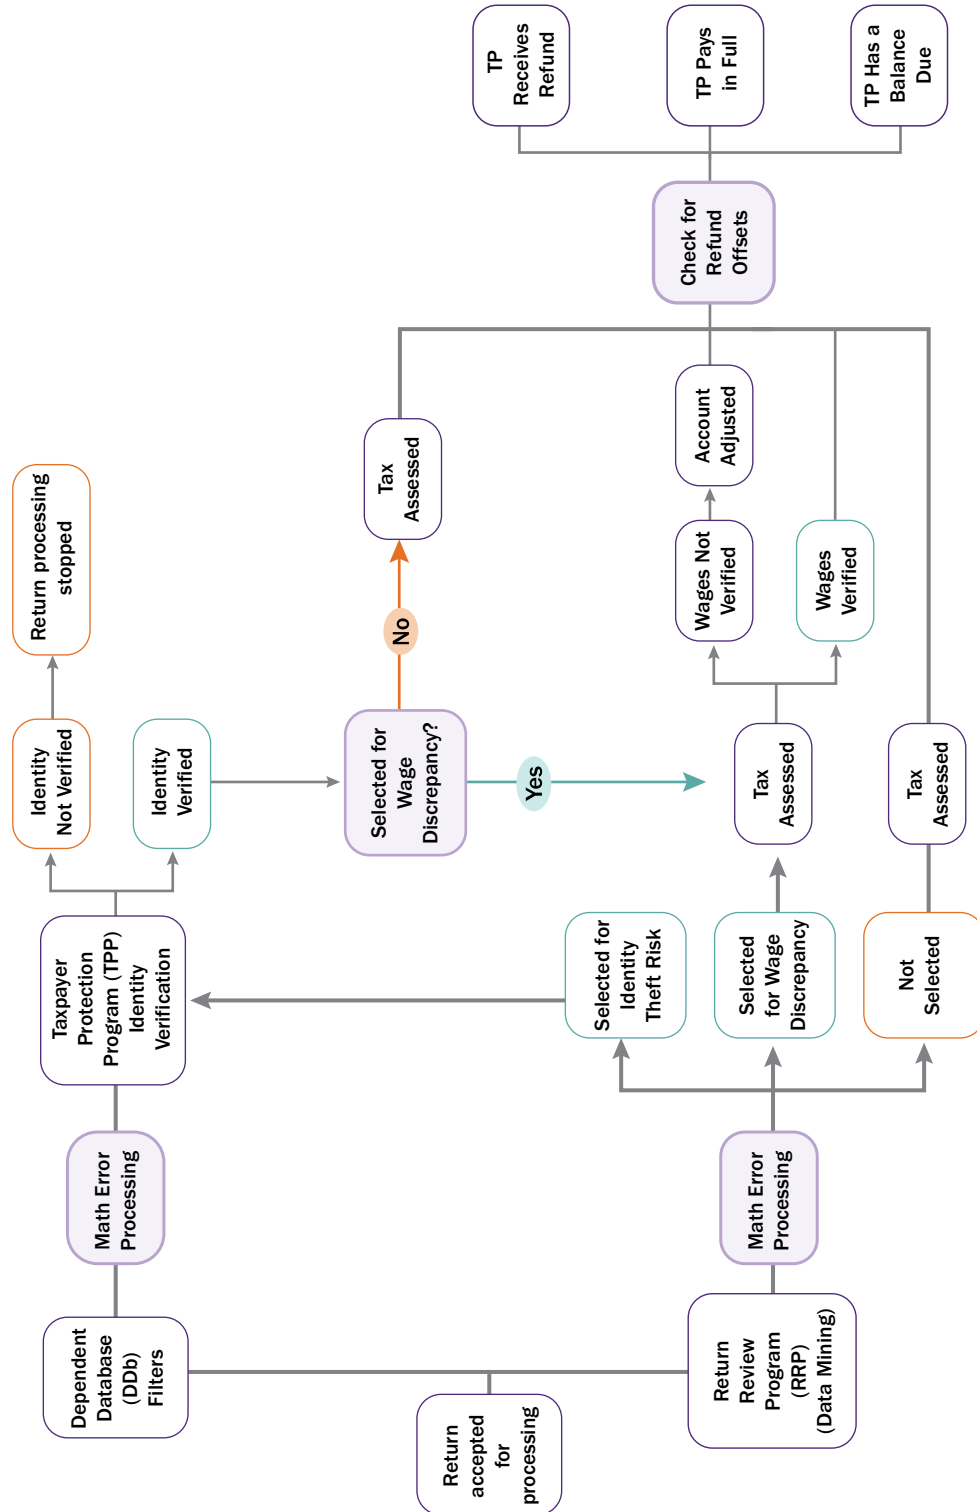 Return
accepted
for
processing
Dependent
Database
(DDb)
Filters
Math Error
Processing
Taxpayer
Protection
Program (TPP)
Identity
Verification
Identity
Not Verified
Return processing
stopped
Identity
Verified
Selected for
Wage
Discrepancy?
No
Tax
Assessed
Yes
Return
Review
Program
(RRP)
(Data Mining)
Math Error
Processing
Selected for
Identity
Theft Risk
Selected
for Wage
Discrepancy
Not
Selected
Tax
Assessed
Tax
Assessed
Wages Not
Verified
Account
Adjusted
Wages
Verified
Check for
Refund
Offsets
TP
Receives
Refund
TP Pays
in Full
TP Has a
Balance
Due